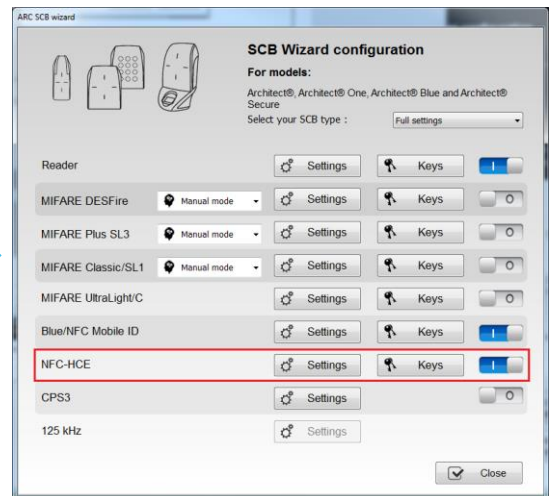 ARC SCB wizard
SCB Wizard configuration
For models:
Architect®, Architect® One, Architect® Blue and Architect®
Secure
Select your SCB type : Full settings
Reader Settings Keys I
MIFARE DESFire Manual mode Settings Keys O
MIFARE Plus SL3 Manual mode Settings Keys O
MIFARE Classic/SL1 Manual mode Settings Keys O
MIFARE UltraLight/C Settings Keys O
Blue/NFC Mobile ID Settings Keys I
NFC-HCE Settings Keys I
CPS3 Settings O
125 kHz Settings
Close